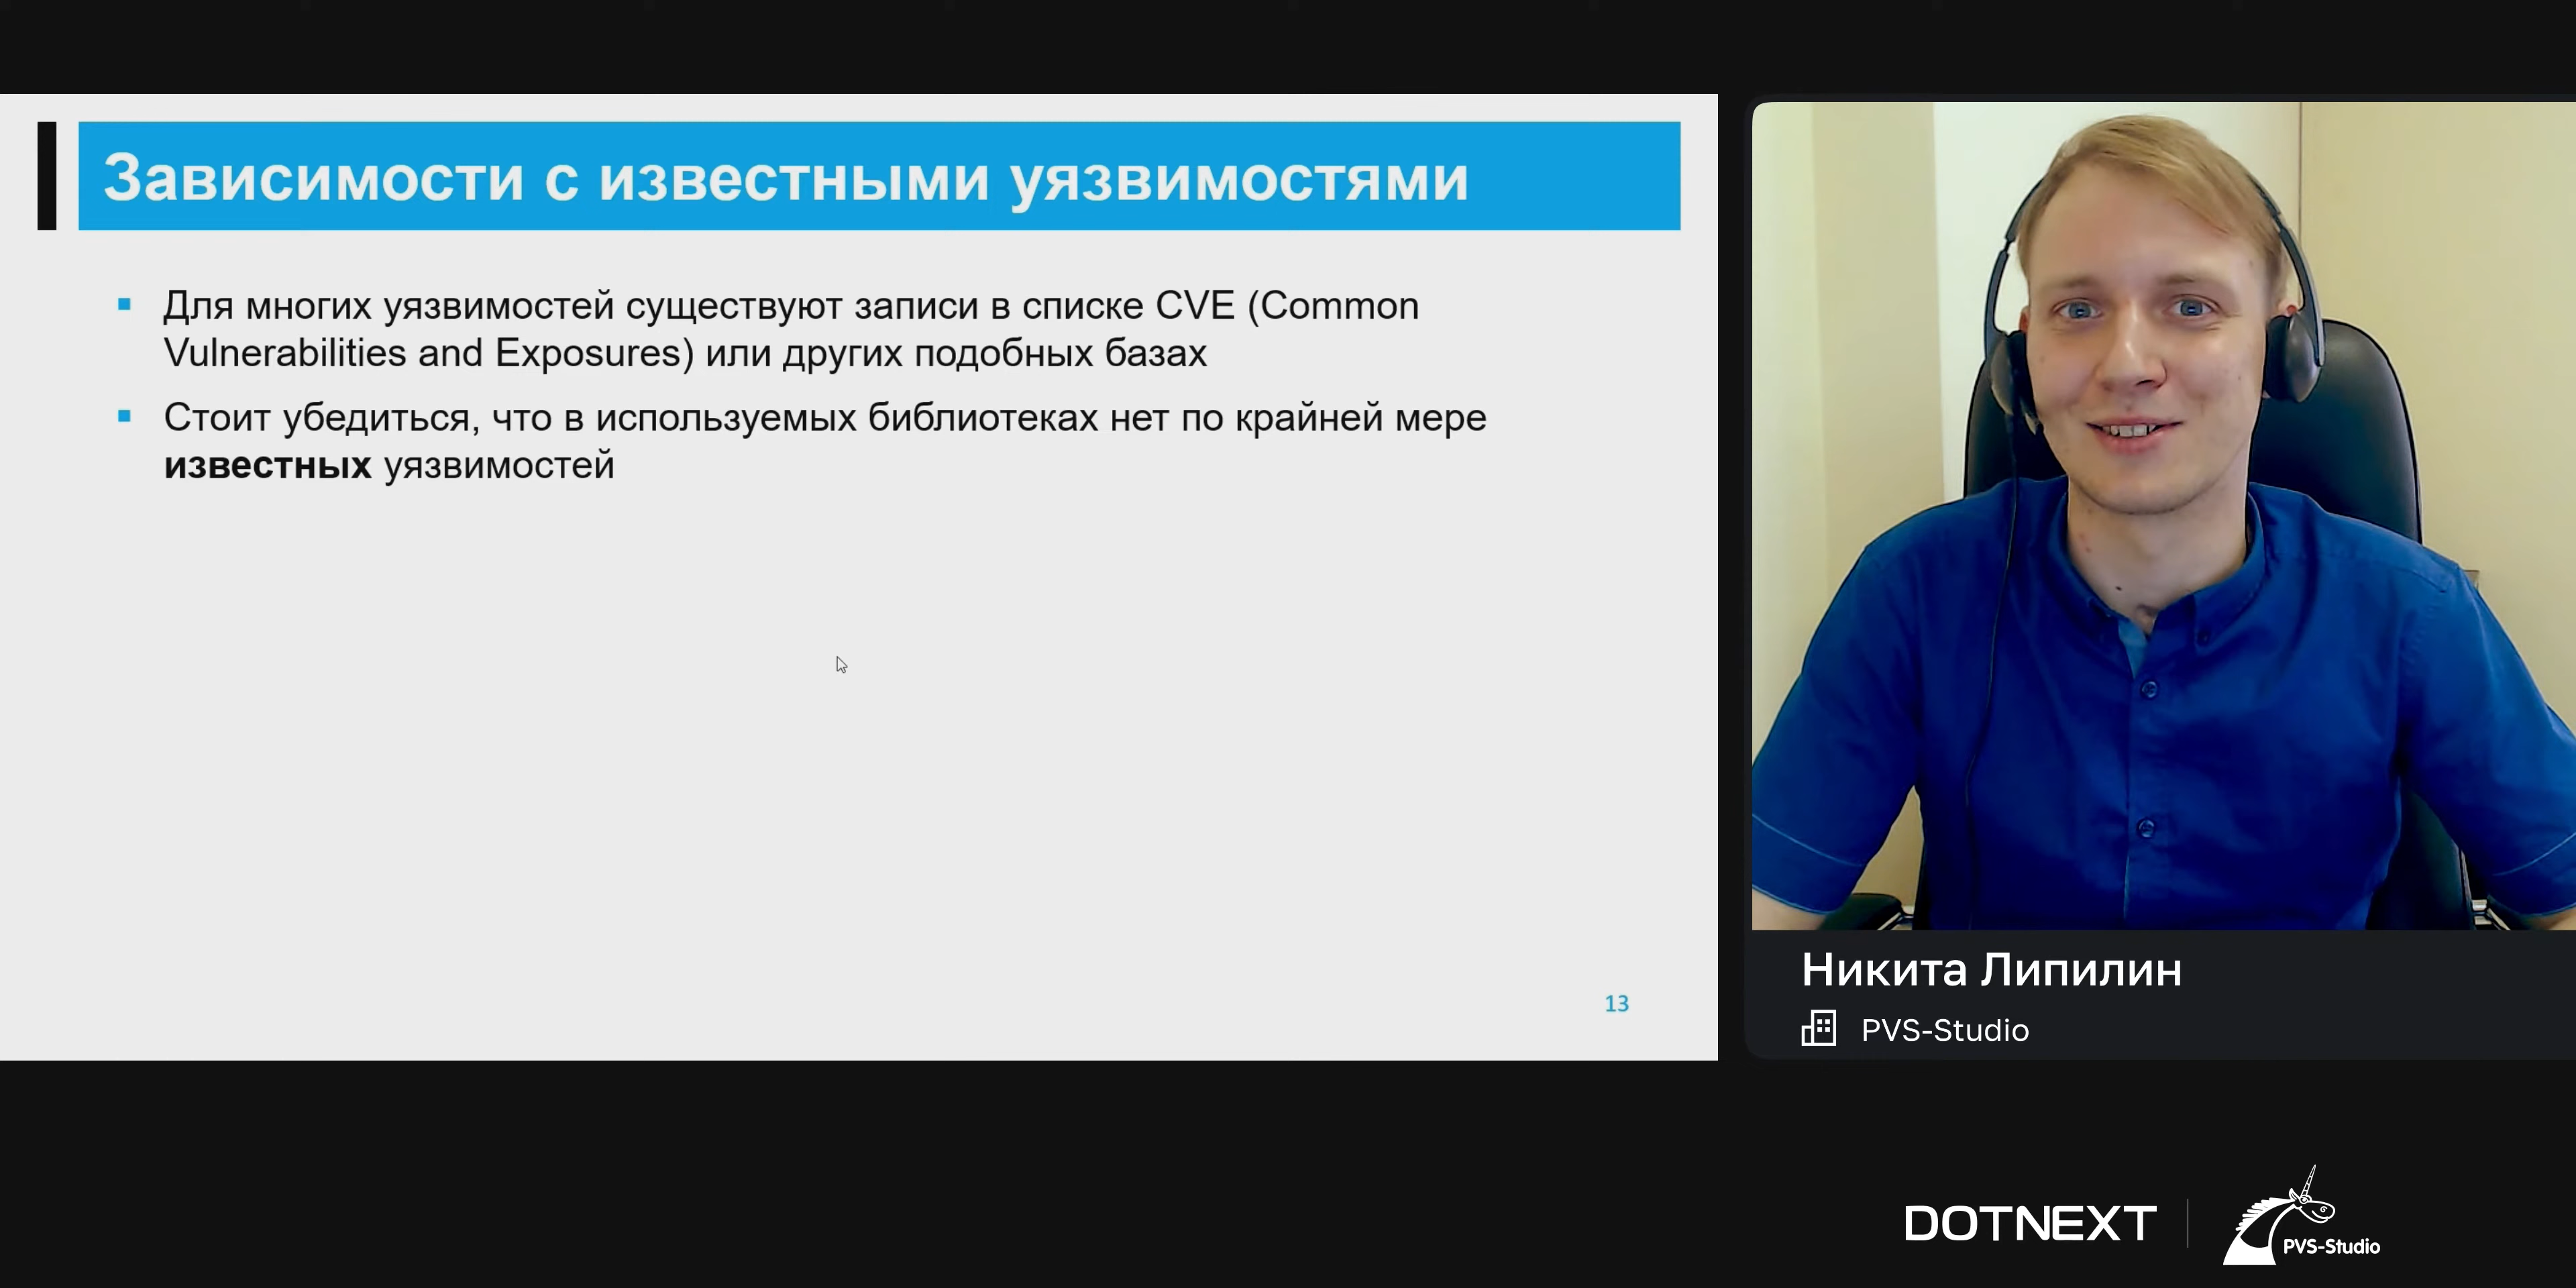 Зависимости с известными уязвимостями
Для многих уязвимостей существуют записи в списке CVE (Common
Vulnerabilities and Exposures) или других подобных базах
Стоит убедиться, что в используемых библиотеках нет по крайней мере
известных уязвимостей
13
Никита Липилин
PVS-Studio
DOTNEXT
PVS-Studio